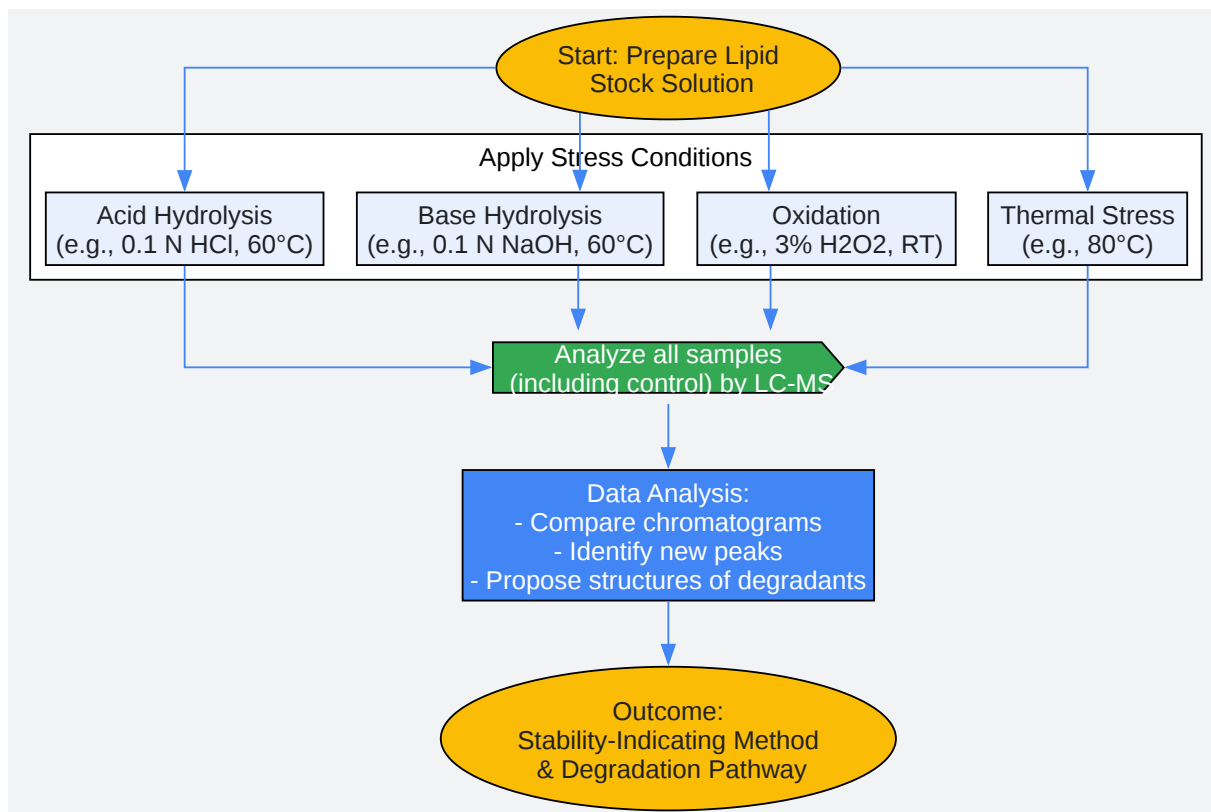 Start: Prepare Lipid
Stock Solution
Apply Stress Conditions
Acid Hydrolysis
(e.g., 0.1 N HCl, 60°C)
Base Hydrolysis
(e.g., 0.1 N NaOH, 60°C)
Oxidation
(e.g., 3% H2O2, RT)
Thermal Stress
(e.g., 80°C)
Analyze all samples
(including control) by LC-MS
Data Analysis:
- Compare chromatograms
- Identify new peaks
- Propose structures of degradants
Outcome:
Stability-Indicating Method
& Degradation Pathway